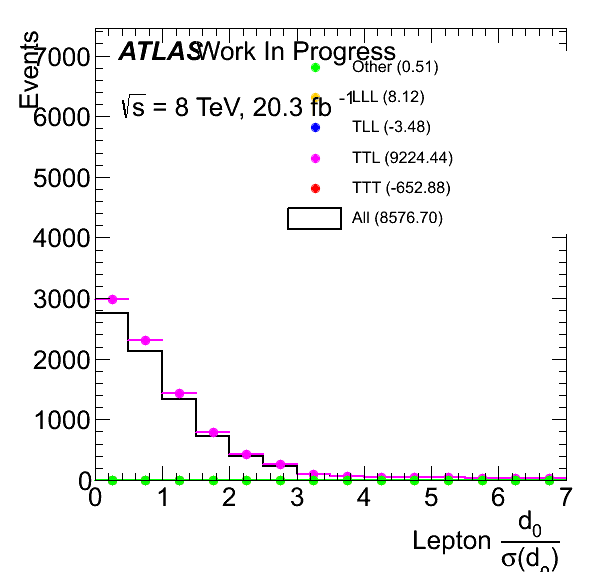 ATLAS Work In Progress
√s = 8 TeV, 20.3 fb -1
Other (0.51)
LLL (8.12)
TLL (-3.48)
TTL (9224.44)
TTT (-652.88)
All (8576.70)
Events
7000
6000
5000
4000
3000
2000
1000
0
0 1 2 3 4 5 6 7
Lepton d0
σ(d0)